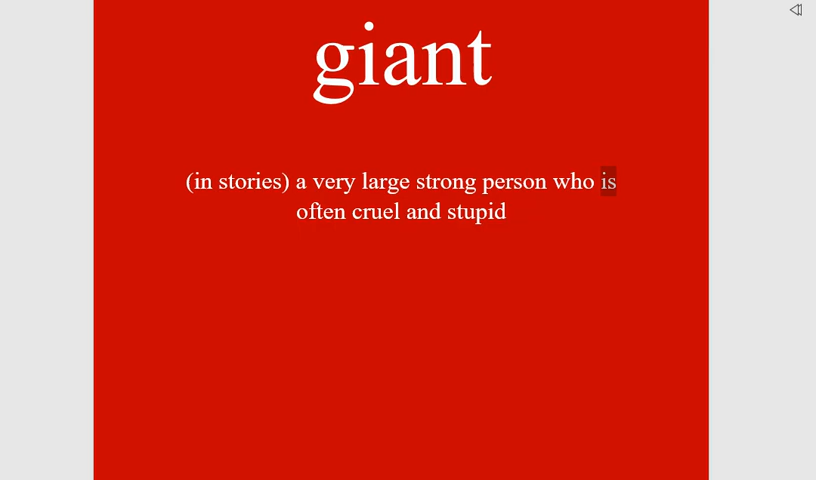 giant
(in stories) a very large strong person who is
often cruel and stupid